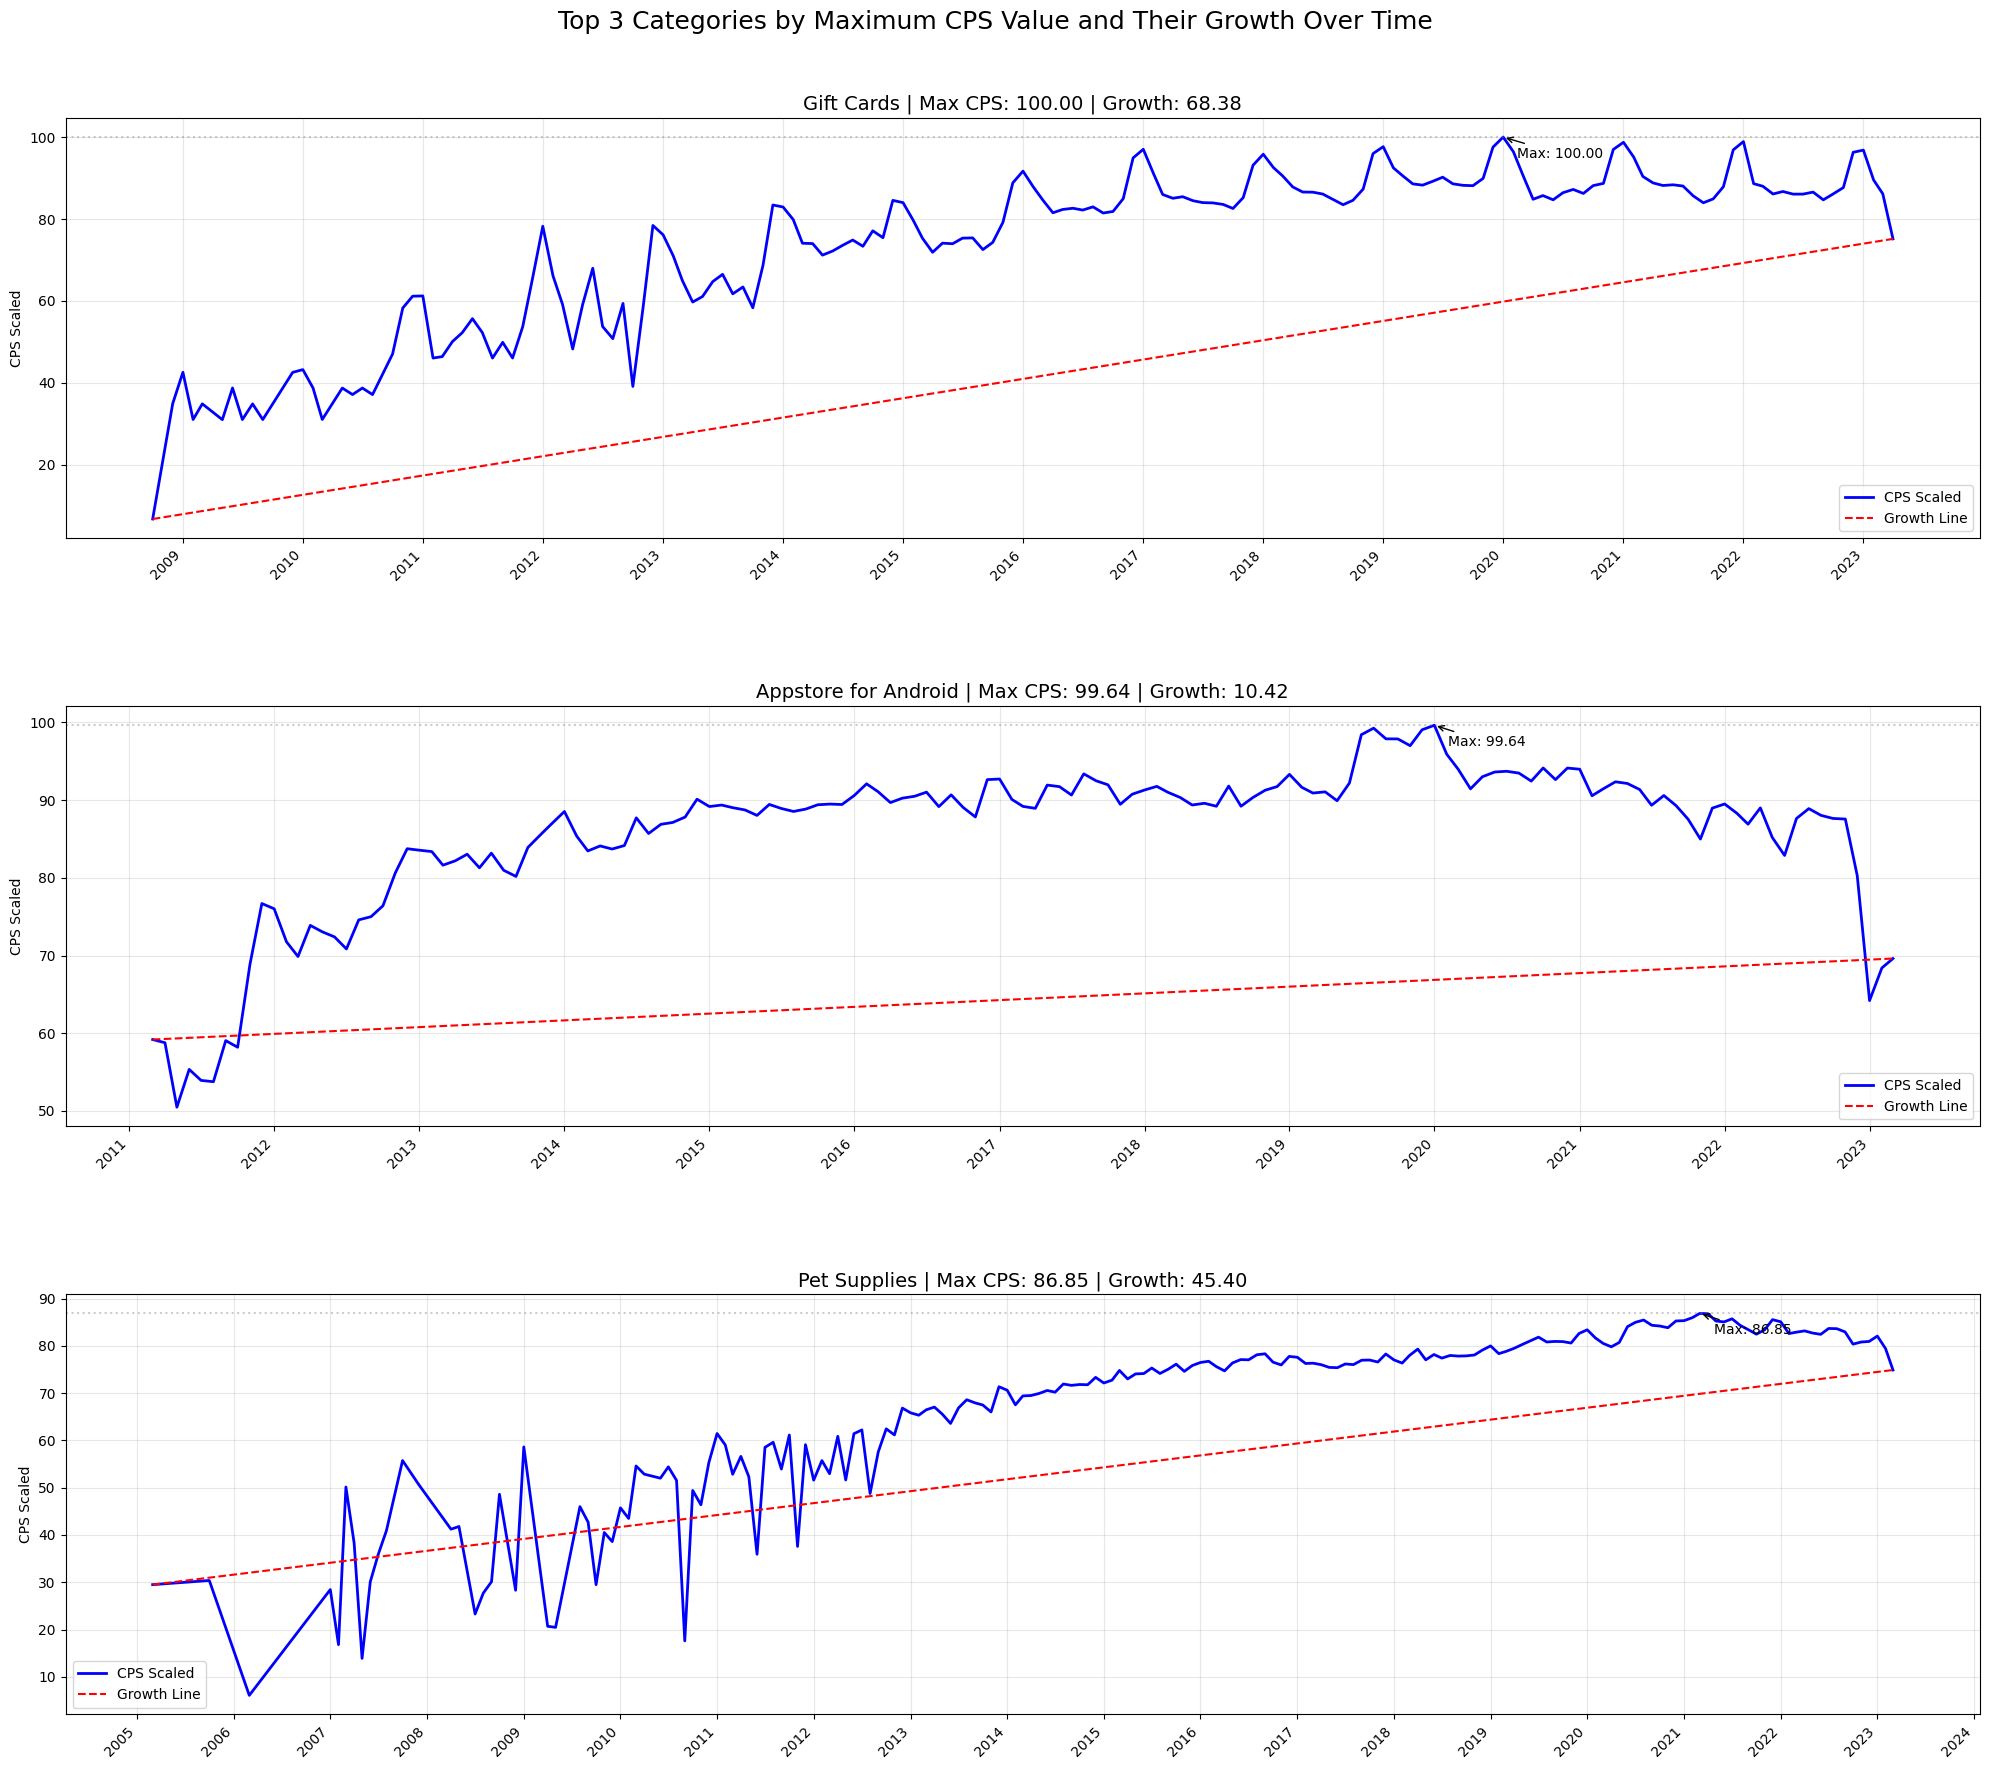 Top 3 Categories by Maximum CPS Value and Their Growth Over Time
Gift Cards | Max CPS: 100.00 | Growth: 68.38
CPS Scaled
100
80
60
40
20
Max: 100.00
CPS Scaled
Growth Line
2009 2010 2011 2012 2013 2014 2015 2016 2017 2018 2019 2020 2021 2022 2023
Appstore for Android | Max CPS: 99.64 | Growth: 10.42
CPS Scaled
100
90
80
70
60
50
Max: 99.64
CPS Scaled
Growth Line
2011 2012 2013 2014 2015 2016 2017 2018 2019 2020 2021 2022 2023
Pet Supplies | Max CPS: 86.85 | Growth: 45.40
CPS Scaled
90
80
70
60
50
40
30
20
10
Max: 86.85
CPS Scaled
Growth Line
2005 2006 2007 2008 2009 2010 2011 2012 2013 2014 2015 2016 2017 2018 2019 2020 2021 2022 2023 2024